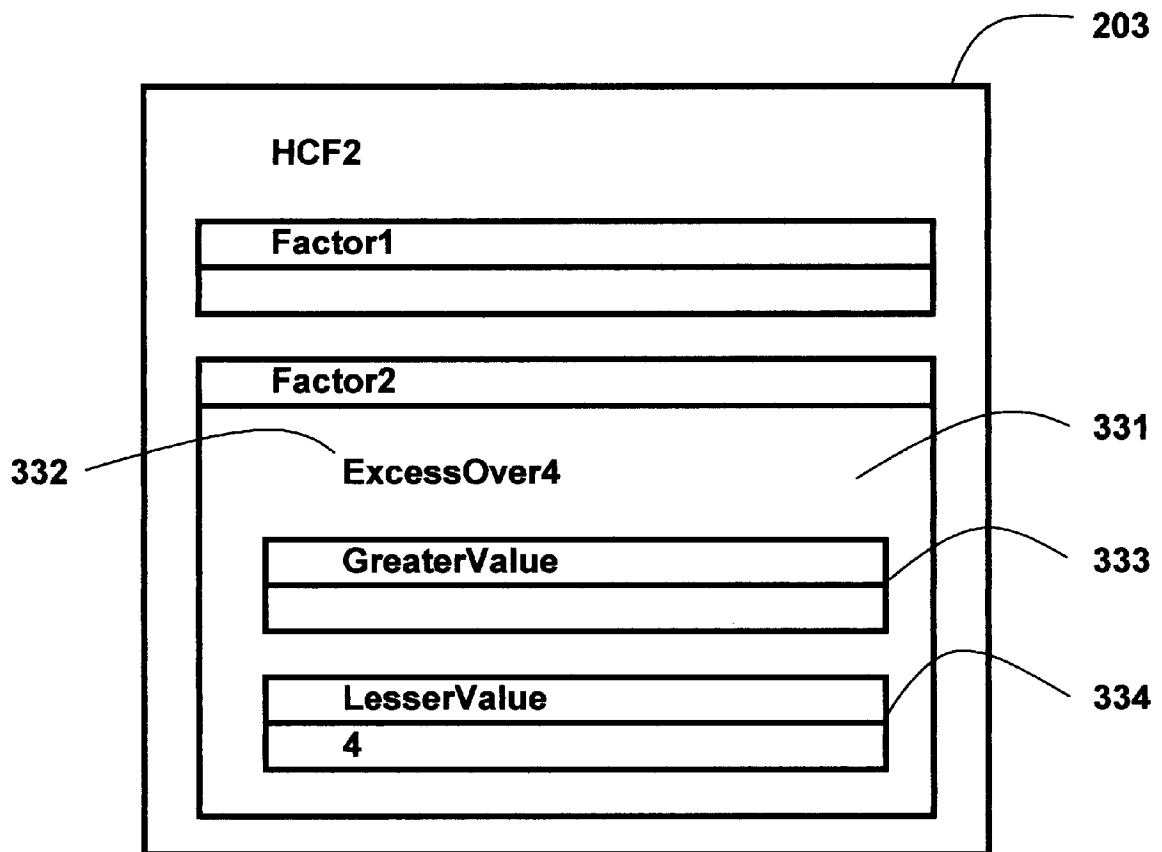 203
HCF2
Factor1
Factor2
331
332
ExcessOver4
GreaterValue
333
LesserValue
334
4